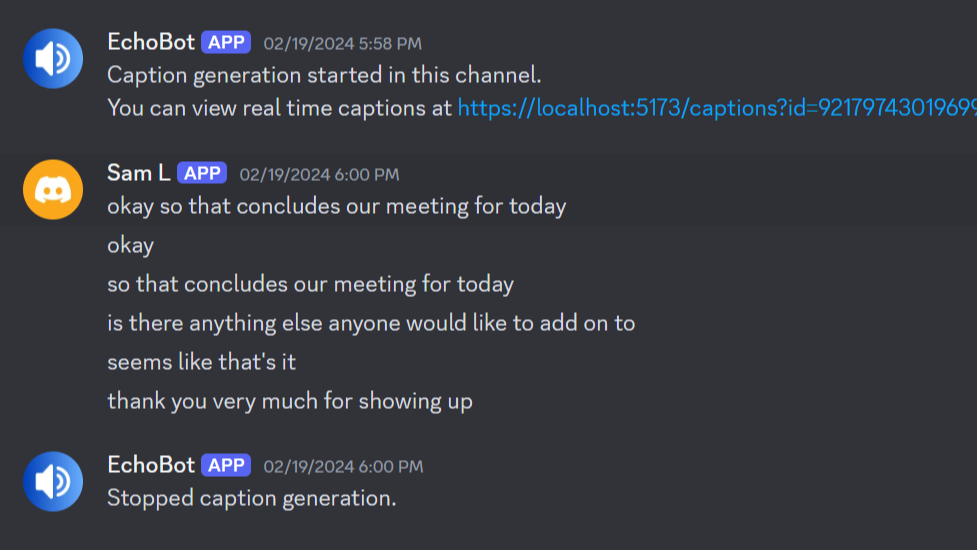 EchoBot APP 02/19/2024 5:58 PM
Caption generation started in this channel.
You can view real time captions at https://localhost:5173/captions?id=92179743019699
Sam L APP 02/19/2024 6:00 PM
okay so that concludes our meeting for today
okay
so that concludes our meeting for today
is there anything else anyone would like to add on to
seems like that's it
thank you very much for showing up
EchoBot APP 02/19/2024 6:00 PM
Stopped caption generation.